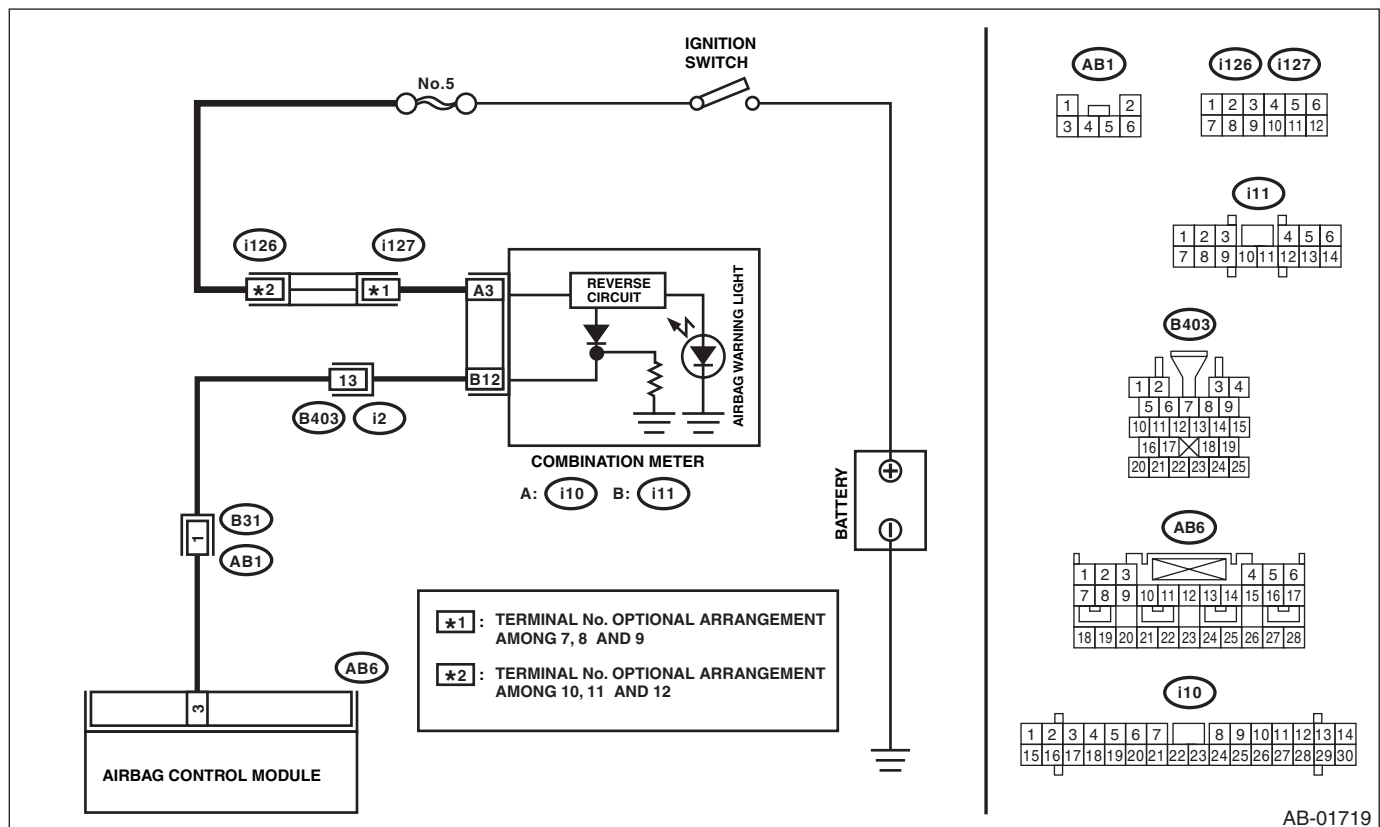 IGNITION
SWITCH
No.5
i126
i127
*2
*1
A3
REVERSE
CIRCUIT
AIRBAG WARNING LIGHT
13
B12
B403
i2
COMBINATION METER
A: i10 B: i11
BATTERY
1
B31
AB1
*1 : TERMINAL No. OPTIONAL ARRANGEMENT
AMONG 7, 8 AND 9
*2 : TERMINAL No. OPTIONAL ARRANGEMENT
AMONG 10, 11 AND 12
AB6
3
AIRBAG CONTROL MODULE
AB1
1 2
3 4 5 6
i126 i127
1 2 3 4 5 6
7 8 9 10 11 12
i11
1 2 3 4 5 6
7 8 9 10 11 12 13 14
B403
1 2 3 4
5 6 7 8 9
10 11 12 13 14 15
16 17 18 19
20 21 22 23 24 25
AB6
1 2 3 4 5 6
7 8 9 10 11 12 13 14 15 16 17
18 19 20 21 22 23 24 25 26 27 28
i10
1 2 3 4 5 6 7 8 9 10 11 12 13 14
15 16 17 18 19 20 21 22 23 24 25 26 27 28 29 30
AB-01719